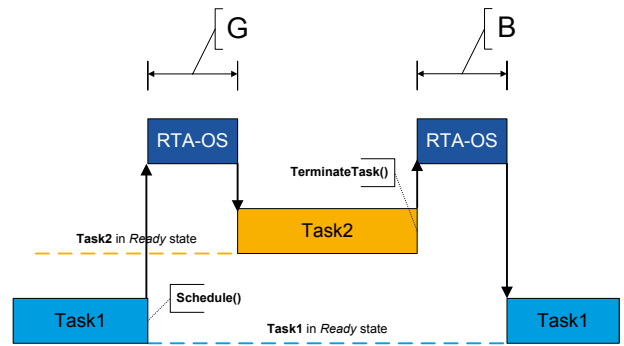 G
B
RTA-OS
RTA-OS
TerminateTask()
Task2
Task2 in Ready state
Schedule()
Task1
Task1 in Ready state
Task1